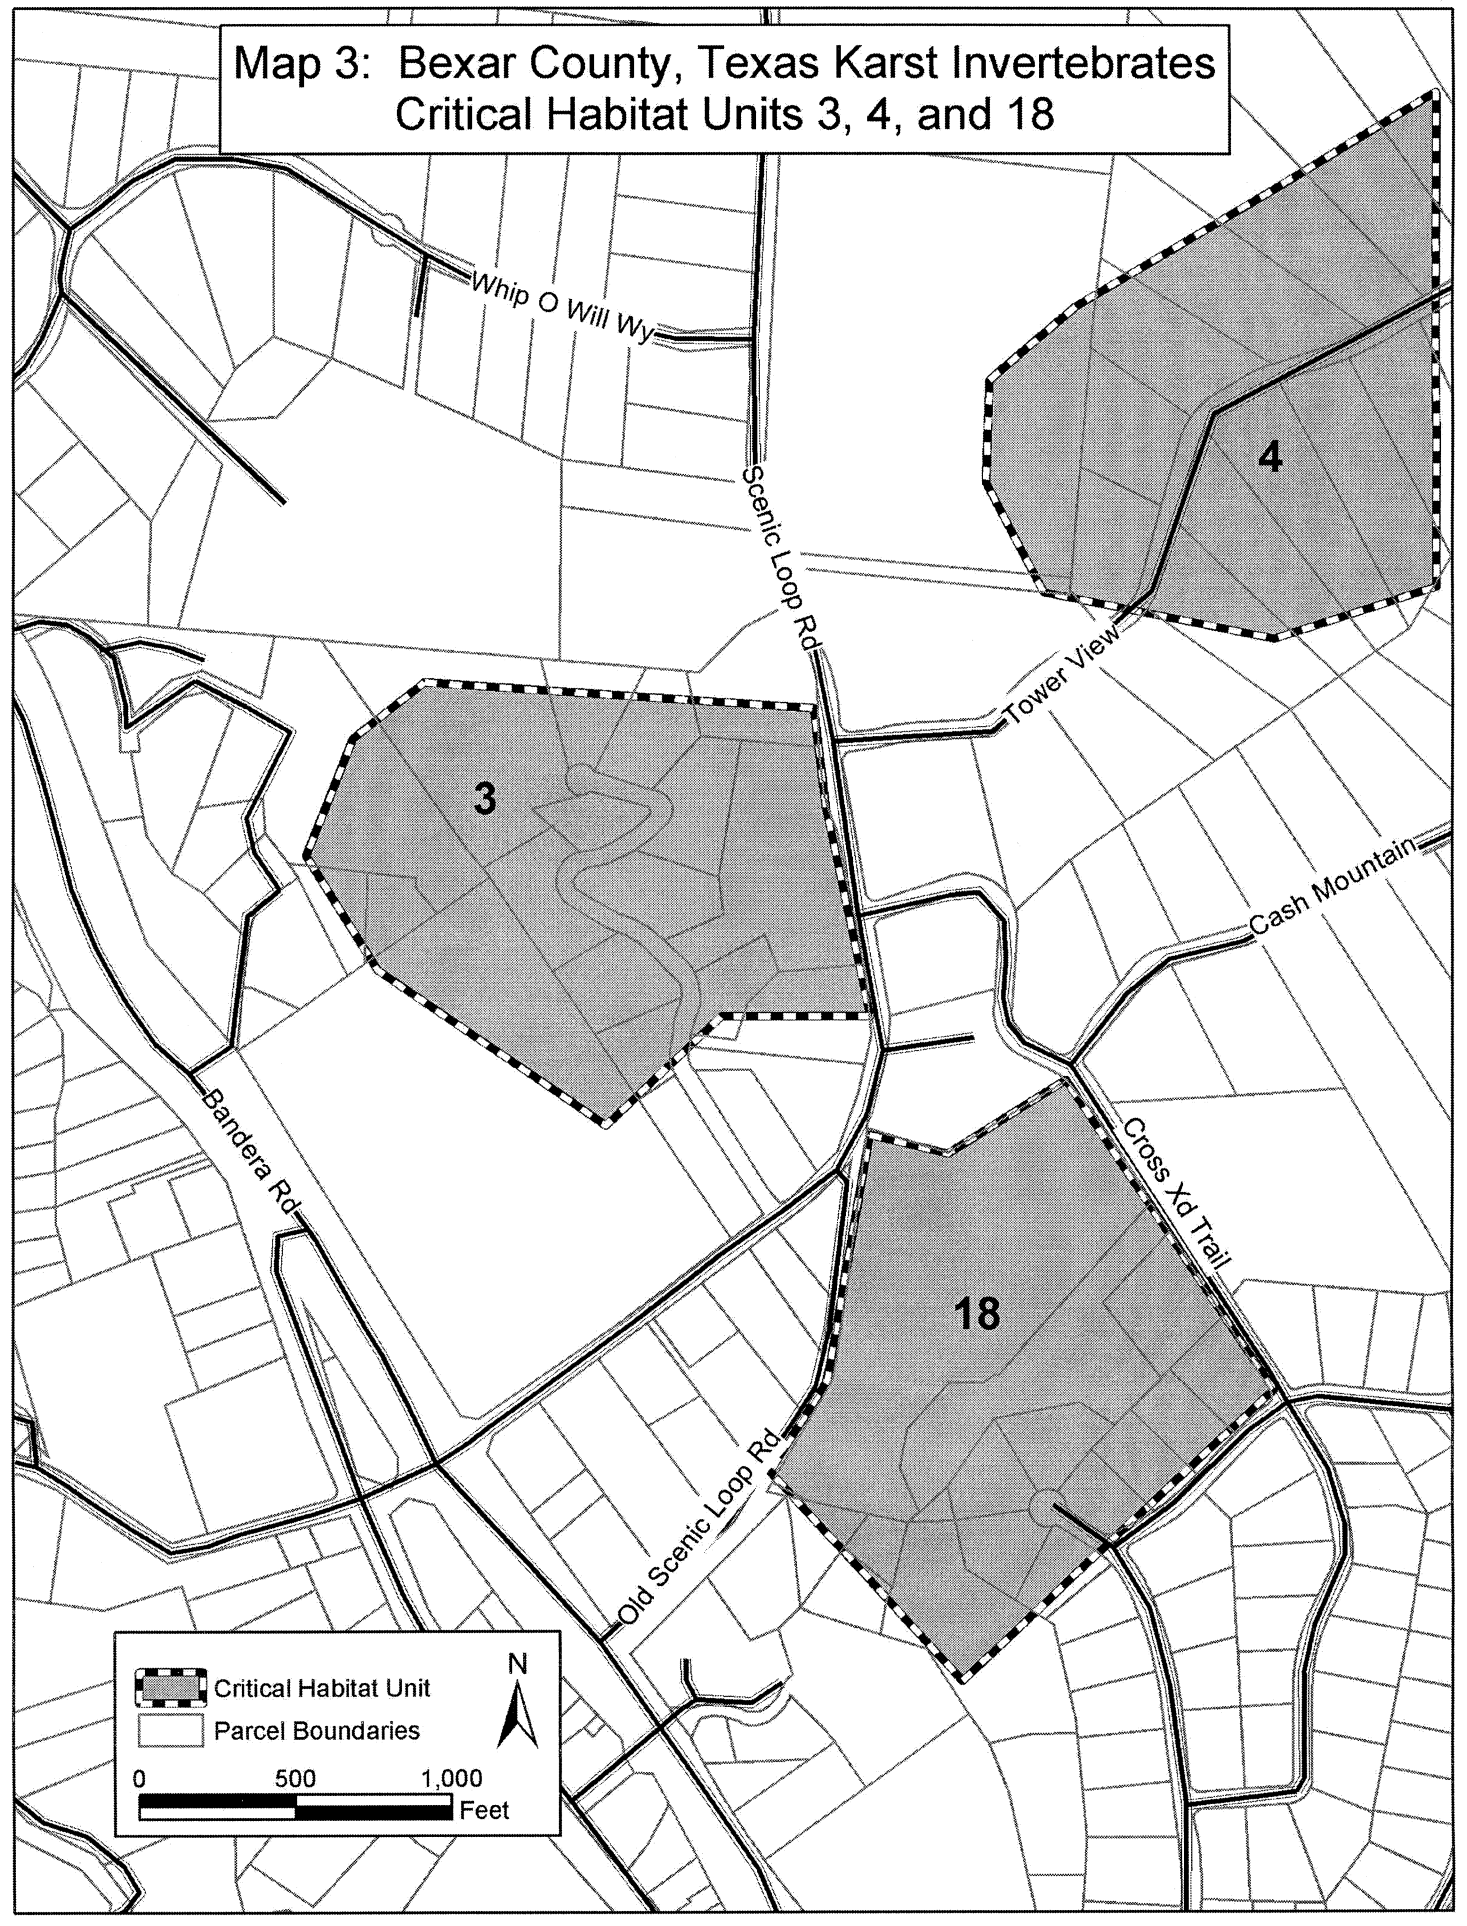 Map 3: Bexar County, Texas Karst Invertebrates
Critical Habitat Units 3, 4, and 18
Whip O Will Wy
4
Scenic Loop Rd
Tower View
3
Cash Mountain
Bandera Rd
Cross Xd Trail
18
Old Scenic Loop Rd
N
Critical Habitat Unit
Parcel Boundaries
0 500 1,000
Feet